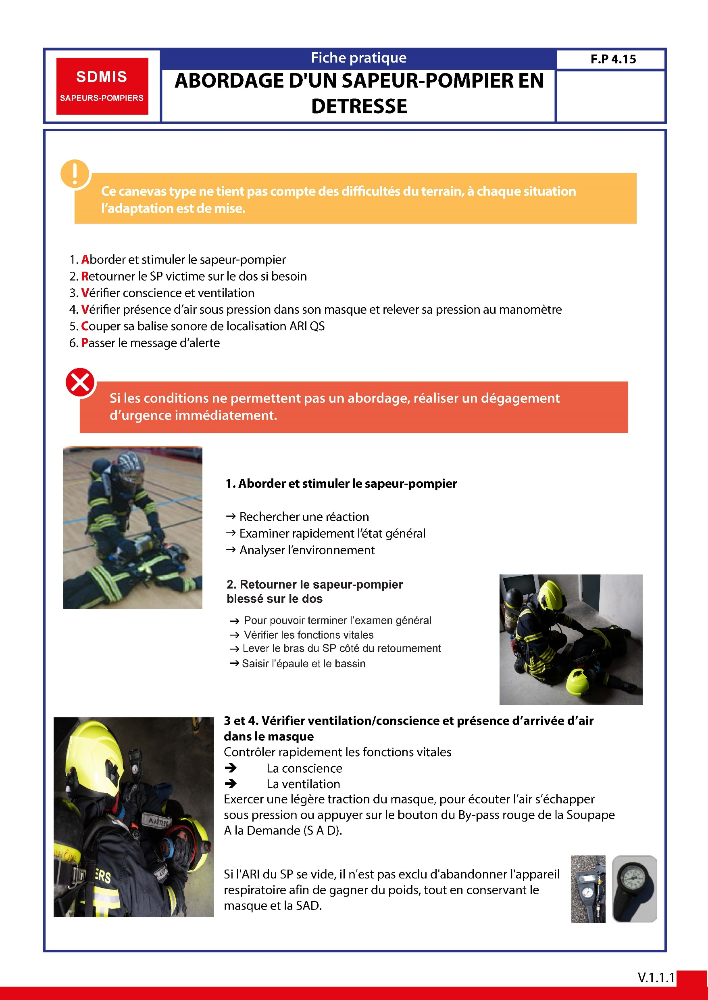 SDMIS
SAPEURS-POMPIERS
Fiche pratique
ABORDAGE D'UN SAPEUR-POMPIER EN
DETRESSE
F.P 4.15
Ce canevas type ne tient pas compte des difficultés du terrain, à chaque situation
l’adaptation est de mise.
1. Aborder et stimuler le sapeur-pompier
2. Retourner le SP victime sur le dos si besoin
3. Vérifier conscience et ventilation
4. Vérifier présence d’air sous pression dans son masque et relever sa pression au manomètre
5. Couper sa balise sonore de localisation ARI QS
6. Passer le message d’alerte
Si les conditions ne permettent pas un abordage, réaliser un dégagement
d’urgence immédiatement.
1. Aborder et stimuler le sapeur-pompier
→ Rechercher une réaction
→ Examiner rapidement l’état général
→ Analyser l’environnement
2. Retourner le sapeur-pompier
blessé sur le dos
→ Pour pouvoir terminer l’examen général
→ Vérifier les fonctions vitales
→ Lever le bras du SP côté du retournement
→ Saisir l’épaule et le bassin
3 et 4. Vérifier ventilation/conscience et présence d’arrivée d’air
dans le masque
Contrôler rapidement les fonctions vitales
➔ La conscience
➔ La ventilation
Exercer une légère traction du masque, pour écouter l’air s’échapper
sous pression ou appuyer sur le bouton du By-pass rouge de la Soupape
A la Demande (S A D).
Si l'ARI du SP se vide, il n'est pas exclu d'abandonner l'appareil
respiratoire afin de gagner du poids, tout en conservant le
masque et la SAD.
MATISEC
RHÔNE
ERS
V.1.1.1